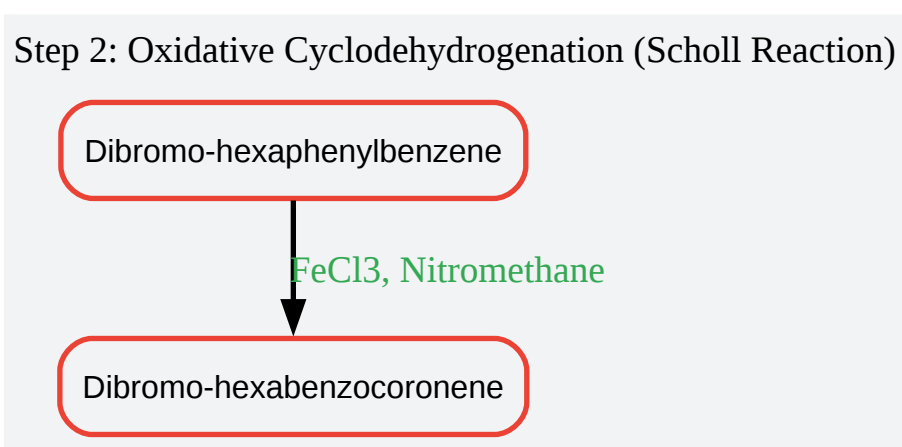 Step 2: Oxidative Cyclodehydrogenation (Scholl Reaction)
Dibromo-hexaphenylbenzene
FeCl3, Nitromethane
Dibromo-hexabenzocoronene